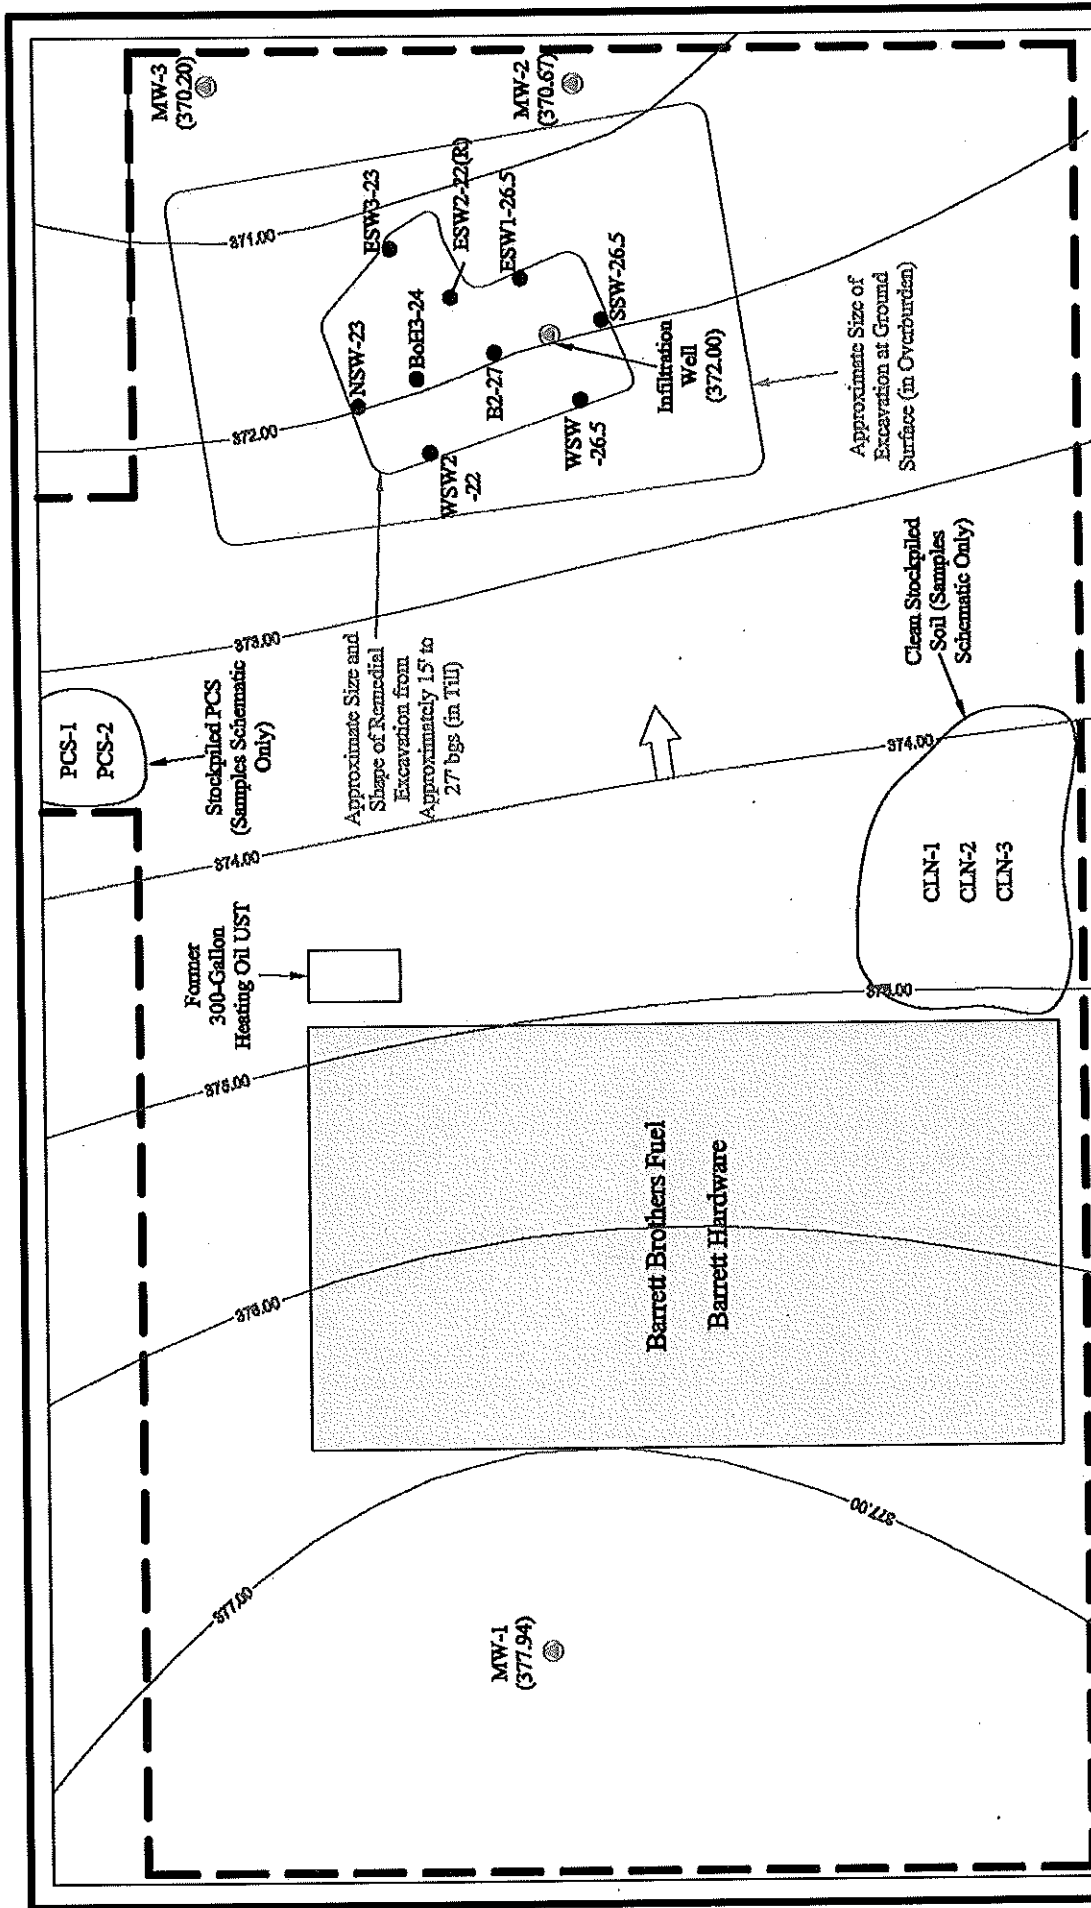 MW-3
(370.20)
MW-2
(370.67)
371.00
ESW3-23
ESW2-22(R)
ESW1-26.5
SSW-26.5
NSW-23
BoH3-24
B2-27
Infiltration
Well
(372.00)
WSW
-26.5
WSW2
-22
372.00
Approximate Size of
Excavation at Ground
Surface (in Overburden)
373.00
Approximate Size and
Shape of Remedial
Excavation from
Approximately 15' to
27' bgs (in Till)
PCS-1
PCS-2
Stockpiled PCS
(Samples Schematic
Only)
Clean Stockpiled
Soil (Samples
Schematic Only)
374.00
374.00
CLN-1
CLN-2
CLN-3
Former
300-Gallon
Heating Oil UST
375.00
375.00
Barrett Brothers Fuel
Barrett Hardware
376.00
377.00
377.00
MW-1
(377.94)